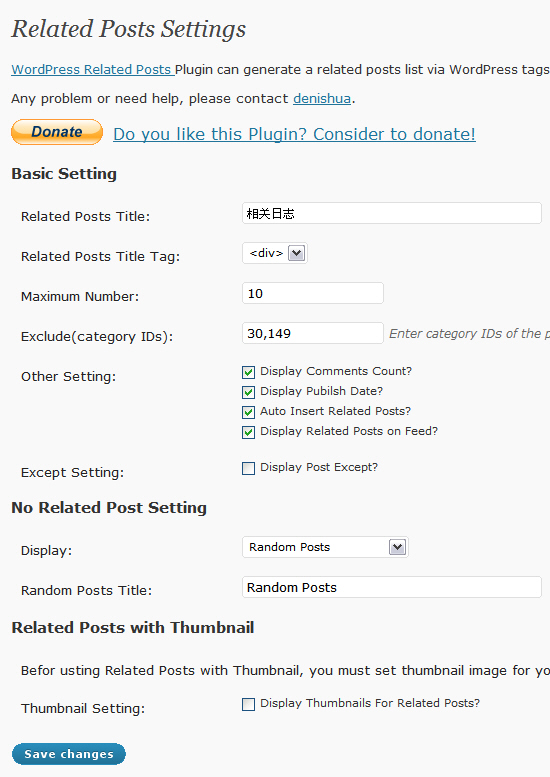 Related Posts Settings
WordPress Related Posts Plugin can generate a related posts list via WordPress tags
Any problem or need help, please contact denishua.
Donate Do you like this Plugin? Consider to donate!
Basic Setting
Related Posts Title: 相关日志
Related Posts Title Tag: <div>
Maximum Number: 10
Exclude(category IDs): 30,149 Enter category IDs of the p
Other Setting: Display Comments Count?
Display Pubilsh Date?
Auto Insert Related Posts?
Display Related Posts on Feed?
Except Setting: Display Post Except?
No Related Post Setting
Display: Random Posts
Random Posts Title: Random Posts
Related Posts with Thumbnail
Befor usting Related Posts with Thumbnail, you must set thumbnail image for yo
Thumbnail Setting: Display Thumbnails For Related Posts?
Save changes